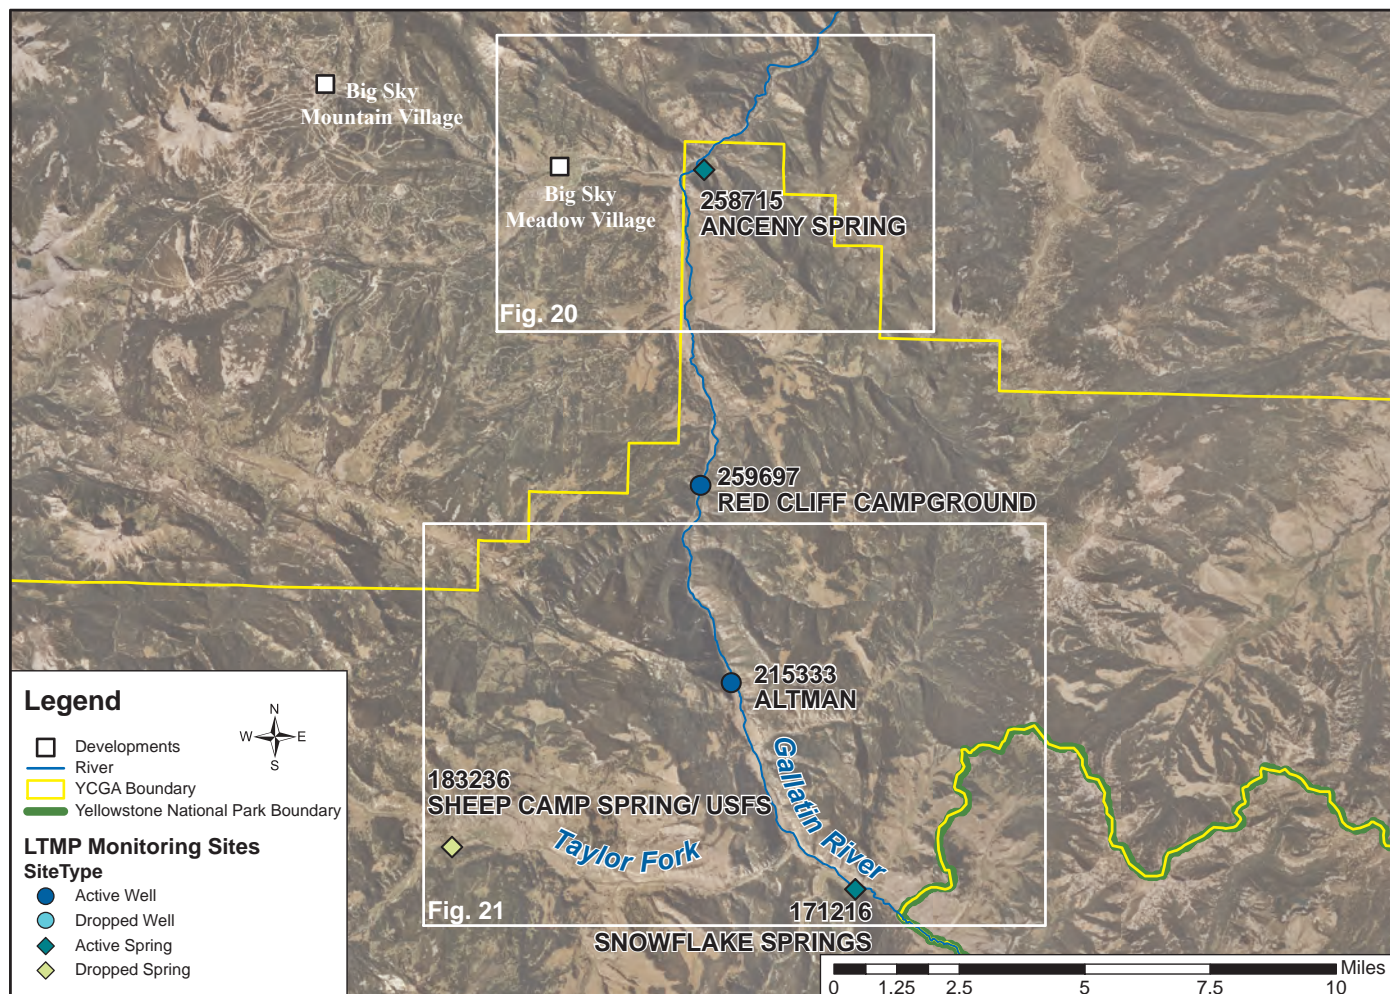 Big Sky
Mountain Village
Big Sky
Meadow Village
258715
ANCENY SPRING
Fig. 20
259697
RED CLIFF CAMPGROUND
215333
ALTMAN
Gallatin River
183236
SHEEP CAMP SPRING/ USFS
Taylor Fork
Fig. 21
171216
SNOWFLAKE SPRINGS
Legend
N
W E
S
Developments
River
YCGA Boundary
Yellowstone National Park Boundary
LTMP Monitoring Sites
SiteType
Active Well
Dropped Well
Active Spring
Dropped Spring
Miles
0 1.25 2.5 5 7.5 10